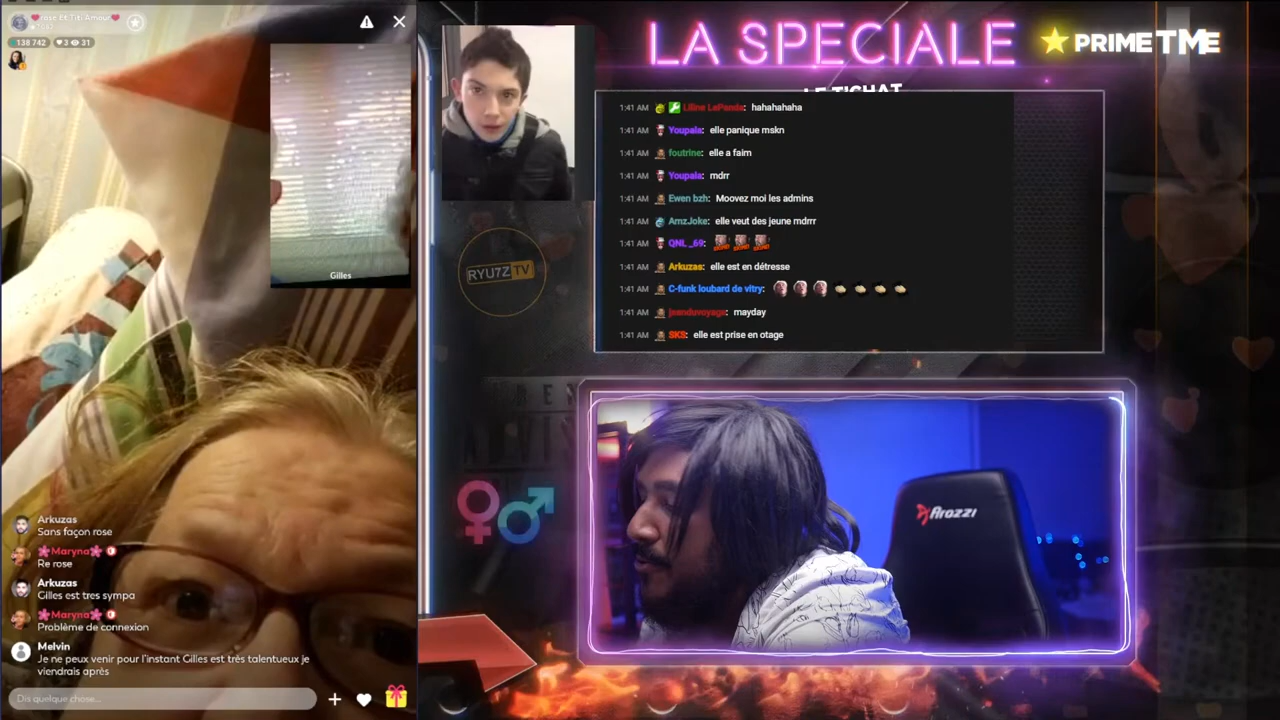 rose Et Titi Amour
138 742
3
31
Gilles
Arkuzas
Sans façon rose
Maryna
Re rose
Arkuzas
Gilles est tres sympa
Maryna
Problème de connexion
Melvin
Je ne peux venir pour l'instant Gilles est très talentueux je
viendrais après
Dis quelque chose...
LA SPECIALE
PRIME TME
LE TICHAT
1:41 AM Liline LaPanda: hahahahaha
1:41 AM Youpala: elle panique mskn
1:41 AM foutrine: elle a faim
1:41 AM Youpala: mdrr
1:41 AM Ewen bzh: Moovez moi les admins
1:41 AM AmzJoke: elle veut des jeune mdrrr
1:41 AM QNL_69:
1:41 AM Arkuzas: elle est en détresse
1:41 AM C-funk loubard de vitry:
1:41 AM jeanduvoyage: mayday
1:41 AM SKS: elle est prise en otage
RYU7Z TV
Arozzi